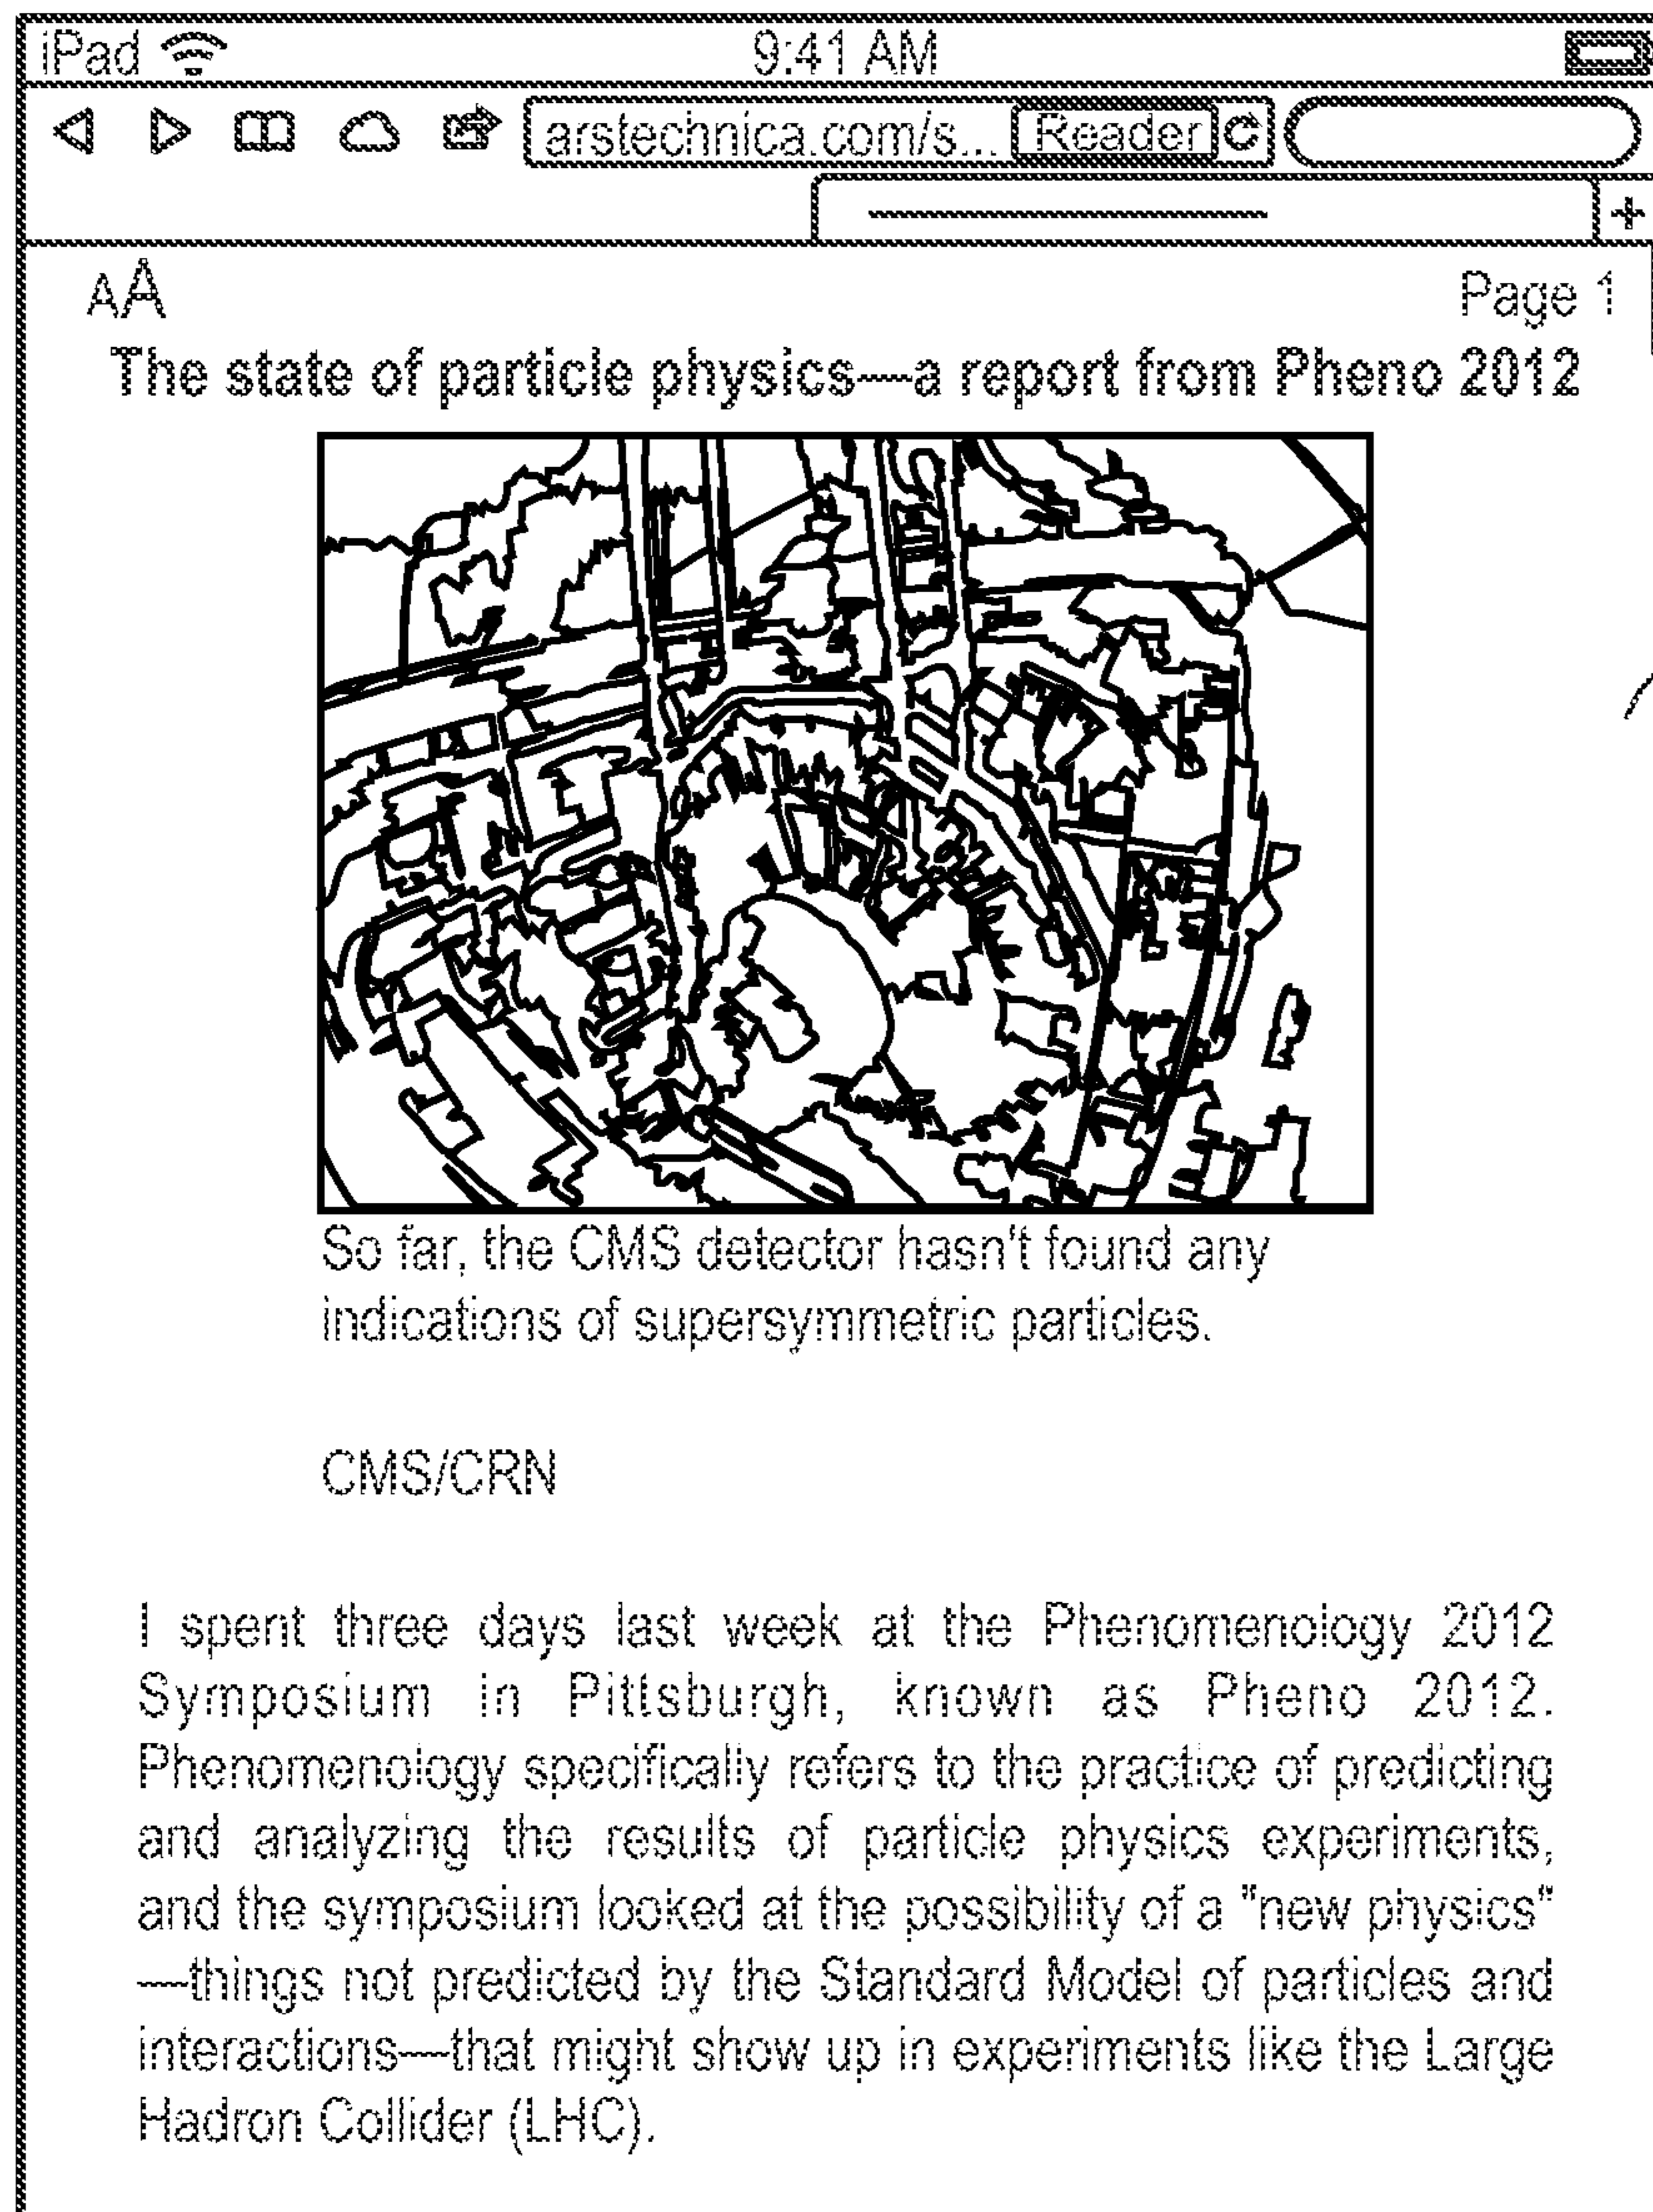 iPad 9:41 AM
arstechnica.com/s... Reader
+
AA Page 1
The state of particle physics—a report from Pheno 2012
So far, the CMS detector hasn't found any
indications of supersymmetric particles.
CMS/CRN
I spent three days last week at the Phenomenology 2012
Symposium in Pittsburgh, known as Pheno 2012.
Phenomenology specifically refers to the practice of predicting
and analyzing the results of particle physics experiments,
and the symposium looked at the possibility of a "new physics"
—things not predicted by the Standard Model of particles and
interactions—that might show up in experiments like the Large
Hadron Collider (LHC).